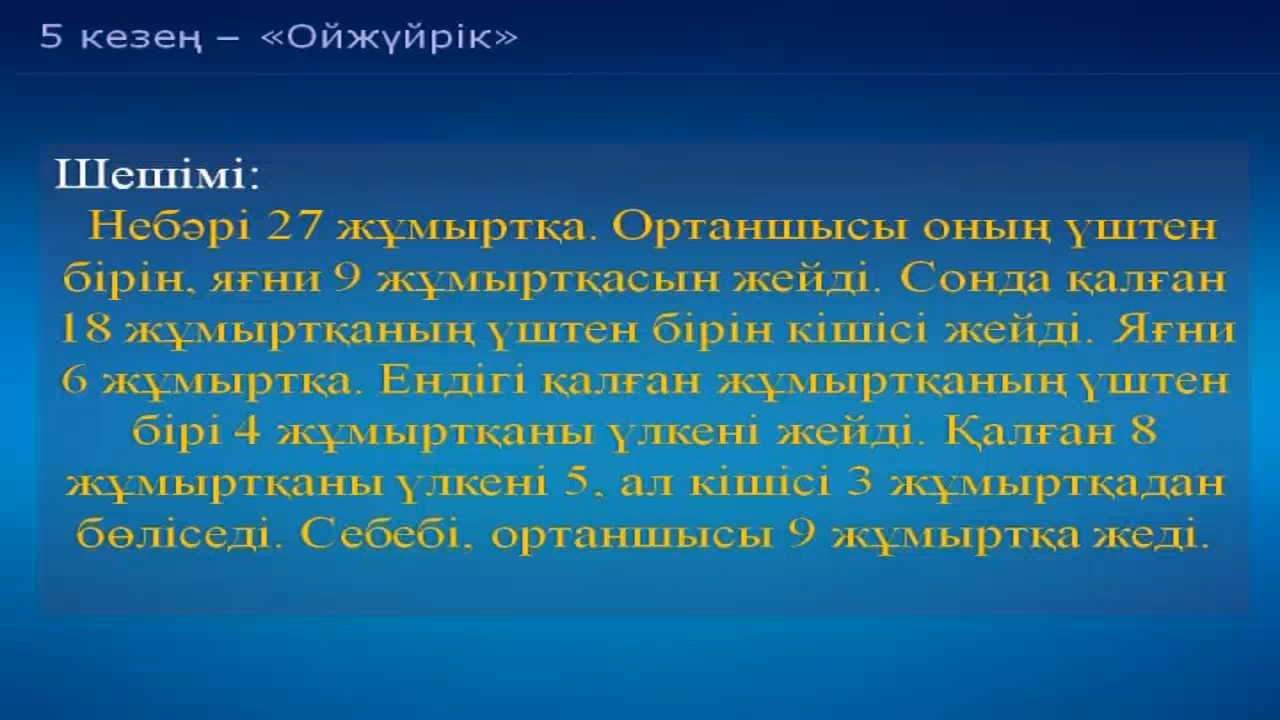 5 кезең – «Ойжүйрік»
Шешімі:
Небәрі 27 жұмыртқа. Ортаншысы оның үштен
бірін, яғни 9 жұмыртқасын жейді. Сонда қалған
18 жұмыртқаның үштен бірін кішісі жейді. Яғни
6 жұмыртқа. Ендігі қалған жұмыртқаның үштен
бірі 4 жұмыртқаны үлкені жейді. Қалған 8
жұмыртқаны үлкені 5, ал кішісі 3 жұмыртқадан
бөліседі. Себебі, ортаншысы 9 жұмыртқа жеді.